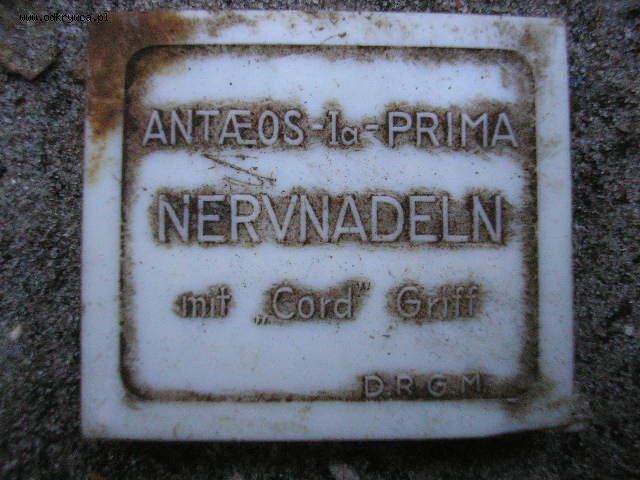 www.odkrywca.pl
ANTÆOS-Ia-PRIMA
NERVNADELN
mit „Cord" Griff
D.R.G.M.